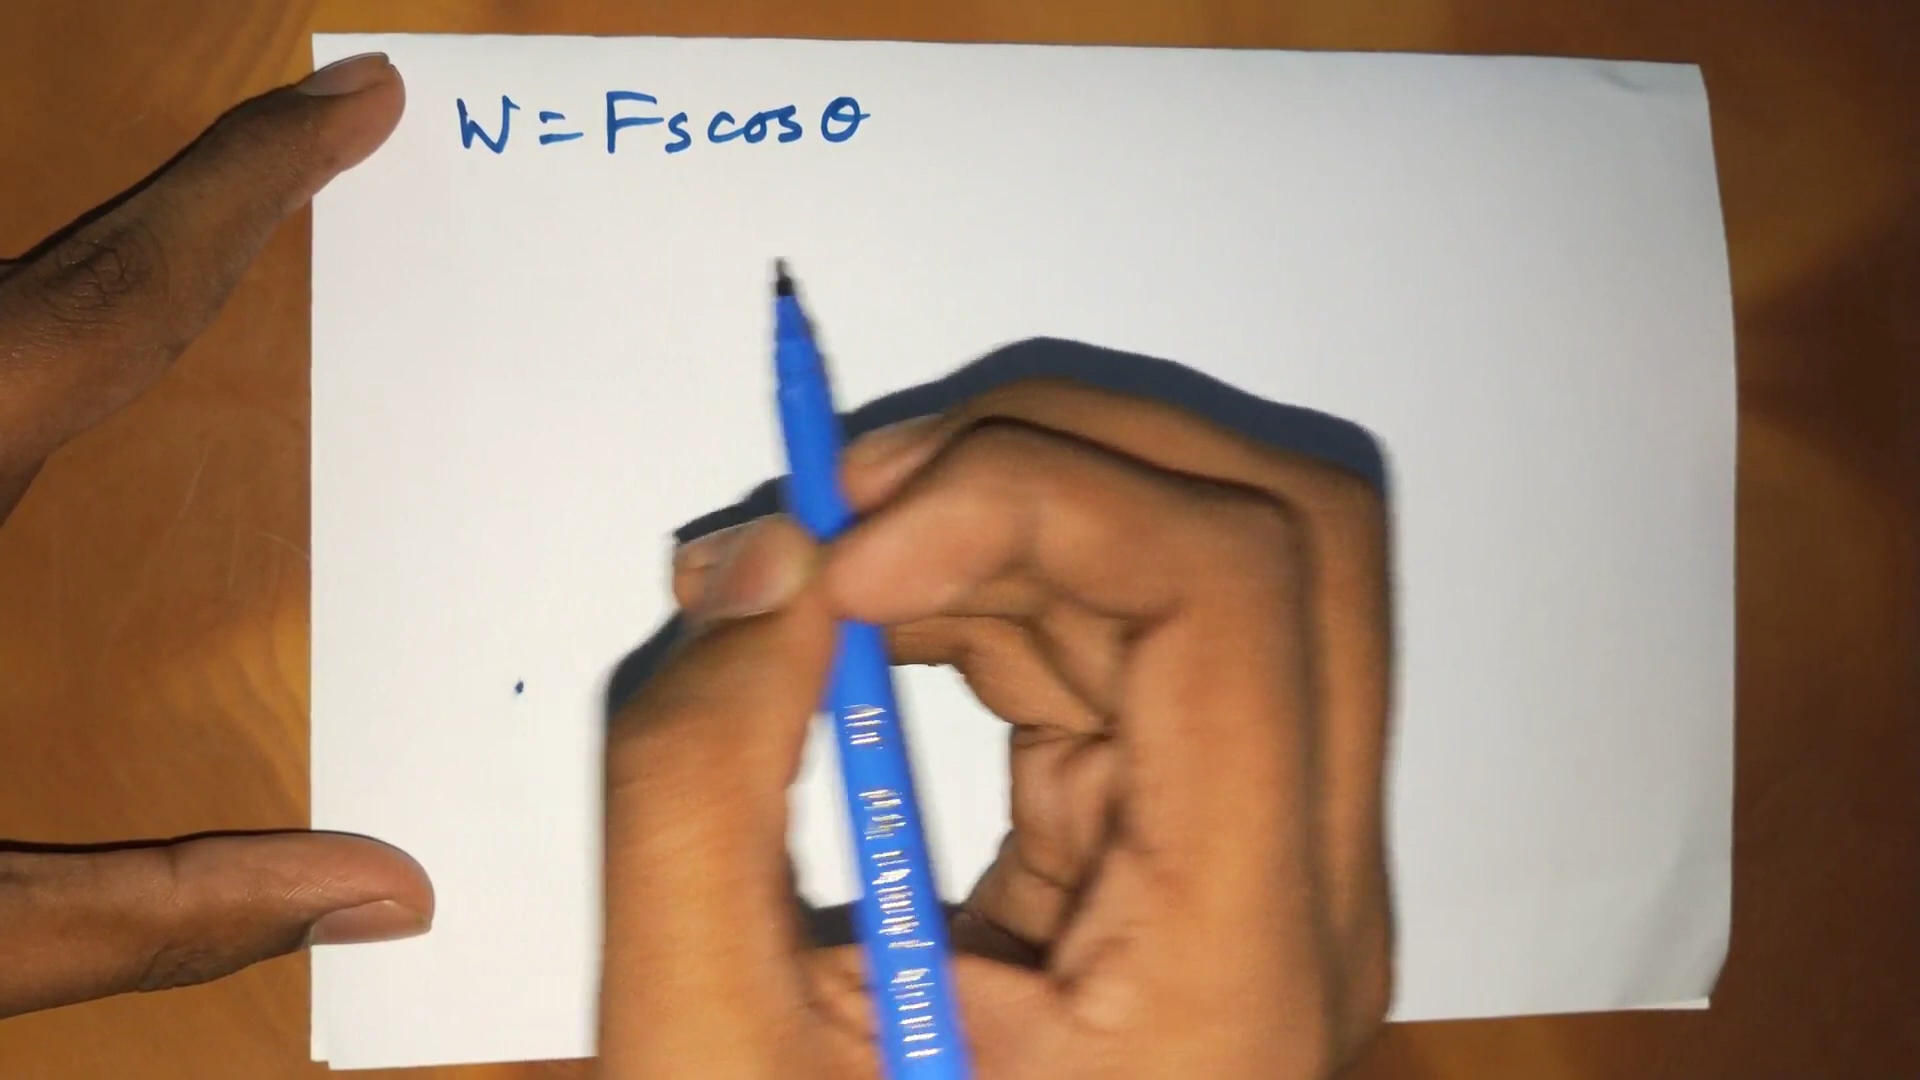 W = Fs cos θ